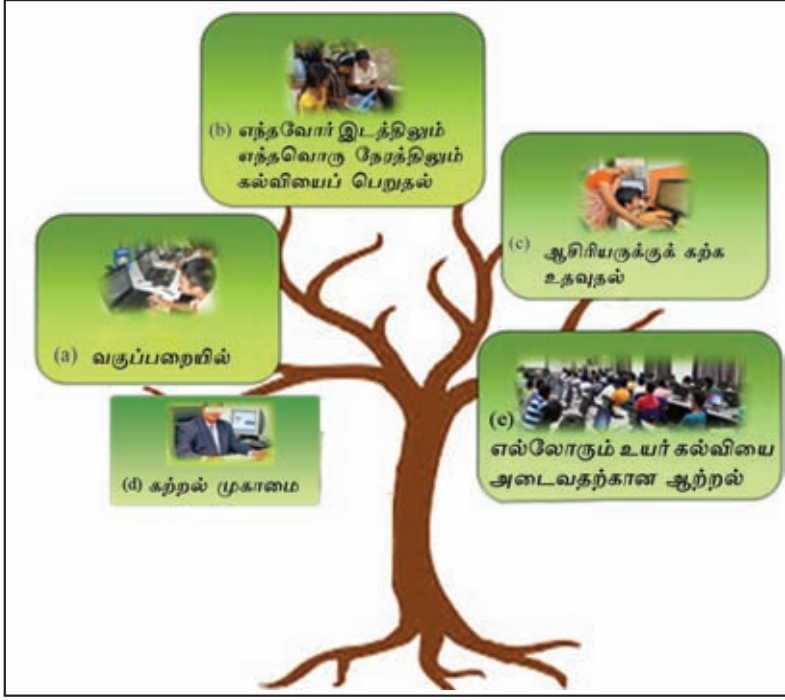 (b) எந்தவோர் இடத்திலும்
எந்தவொரு நேரத்திலும்
கல்வியைப் பெறுதல்
(c) ஆசிரியருக்குக் கற்க
உதவுதல்
(a) வகுப்பறையில்
(d) கற்றல் முகாமை
(e)
எல்லோரும் உயர் கல்வியை
அடைவதற்கான ஆற்றல்